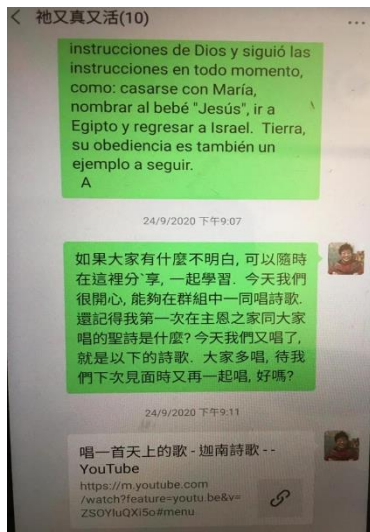 祂又真又活(10)
instrucciones de Dios y siguió las
instrucciones en todo momento,
como: casarse con María,
nombrar al bebé "Jesús", ir a
Egipto y regresar a Israel.  Tierra,
su obediencia es también un
ejemplo a seguir.
A
24/9/2020 下午9:07
如果大家有什麼不明白, 可以隨時
在這裡分`享, 一起學習.  今天我們
很開心, 能夠在群組中一同唱詩歌.
還記得我第一次在主恩之家同大家
唱的聖詩是什麼? 今天我們又唱了,
就是以下的詩歌.  大家多唱, 待我
們下次見面時又再一起唱, 好嗎?
24/9/2020 下午9:11
唱一首天上的歌 - 迦南詩歌 - -
YouTube
https://m.youtube.com
/watch?feature=youtu.be&v=
ZSOYIuQXi5o#menu